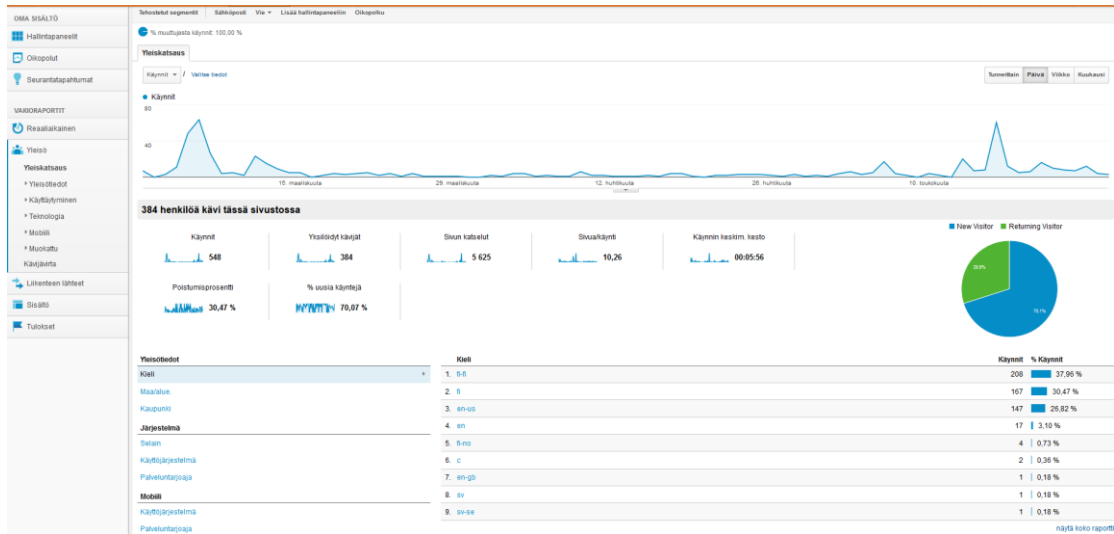 OMA SISÄLTÖ
Hallintapaneelit
Oikopolut
Seurantatapahtumat
VAKIORAPORTIT
Reaaliaikainen
Yleisö
Yleiskatsaus
Yleisötiedot
Käyttäytyminen
Teknologia
Mobiili
Muokattu
Kävijävirta
Liikenteen lähteet
Sisältö
Tulokset
Tehostetut segmentit Sähköposti Vie Lisää hallintapaneeliin Oikopolku
% muuttujasta käynnit: 100,00 %
Yleiskatsaus
Käynnit / Valitse tiedot
Tunneittain Päivä Viikko Kuukausi
Käynnit
80
40
15. maaliskuuta 29. maaliskuuta 12. huhtikuuta 26. huhtikuuta 10. toukokuuta
384 henkilöä kävi tässä sivustossa
New Visitor Returning Visitor
Käynnit Yksilöidyt kävijät Sivun katselut Sivua/käynti Käynnin keskim. kesto
548 384 5 625 10,26 00:05:56
Poistumisprosentti % uusia käyntejä
30,47 % 70,07 %
29,9%
70,1%
Yleisötiedot
Kieli
Maa/alue.
Kaupunki
Järjestelmä
Selain
Käyttöjärjestelmä
Palveluntarjoaja
Mobiili
Käyttöjärjestelmä
Palveluntarjoaja
Kieli Käynnit % Käynnit
1. fi-fi 208 37,96 %
2. fi 167 30,47 %
3. en-us 147 26,82 %
4. en 17 3,10 %
5. fi-no 4 0,73 %
6. c 2 0,36 %
7. en-gb 1 0,18 %
8. sv 1 0,18 %
9. sv-se 1 0,18 %
näytä koko raportti